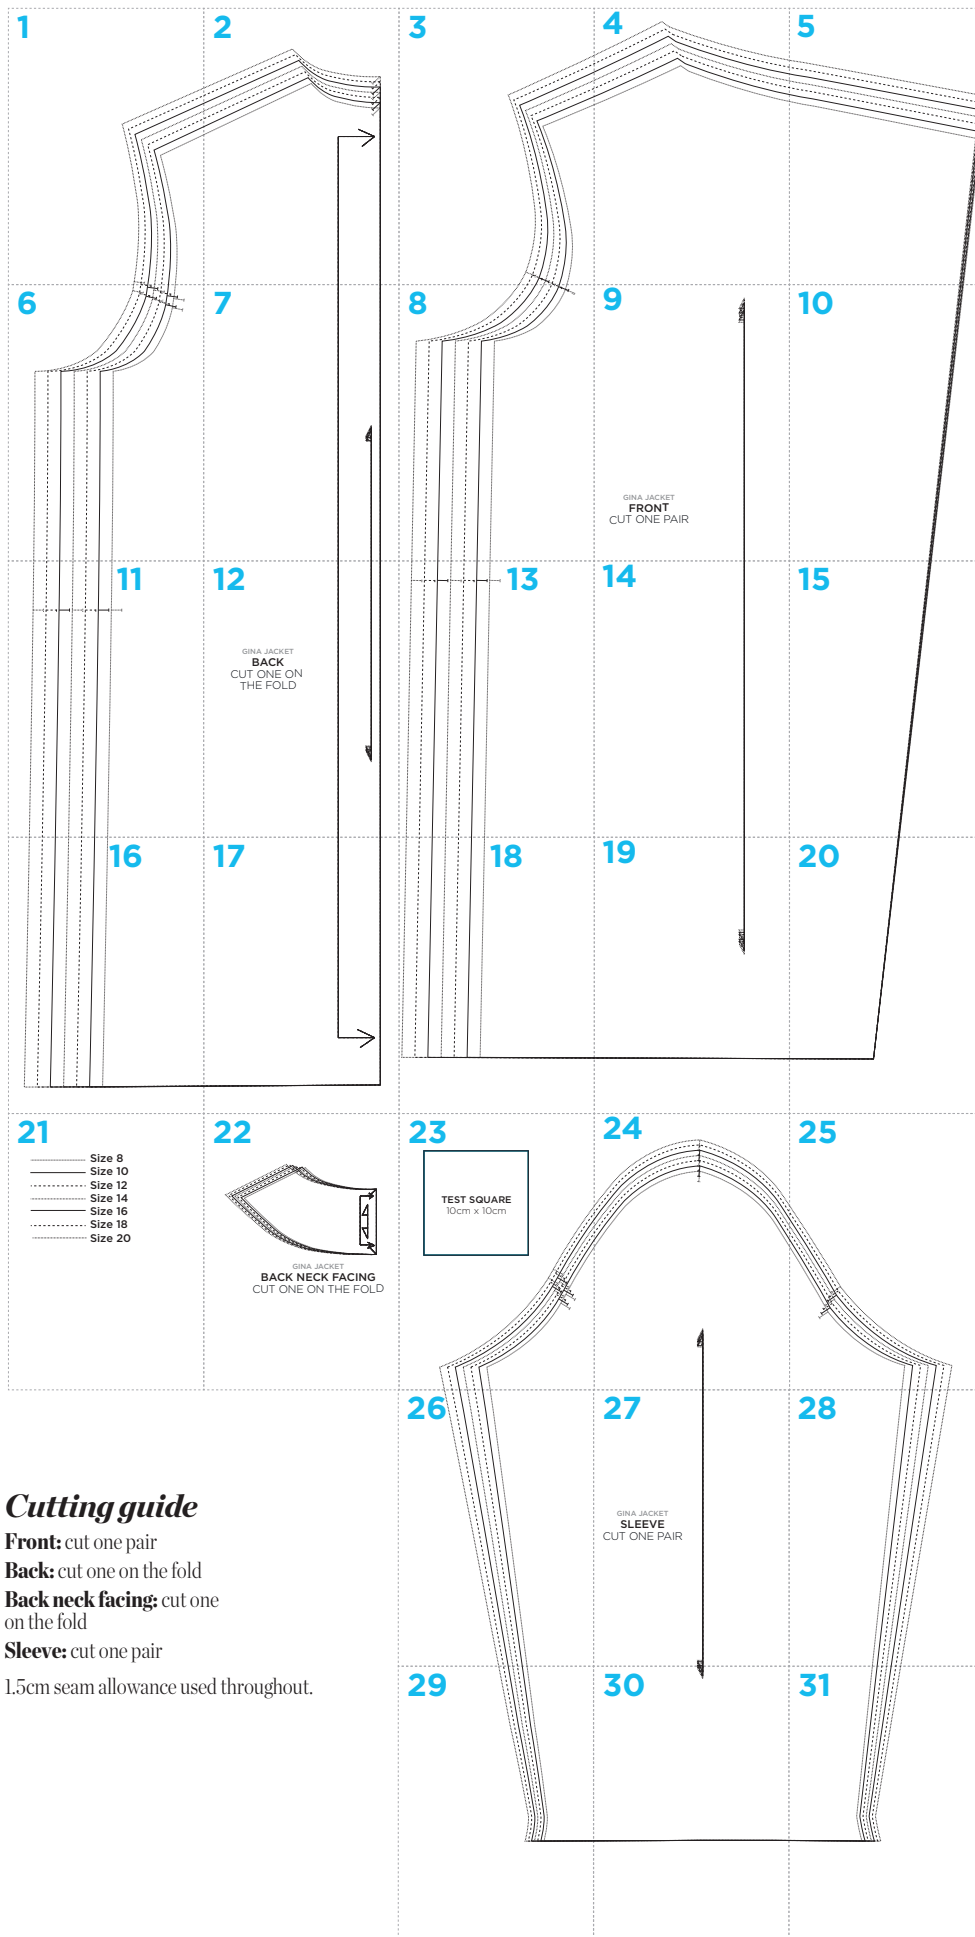 1
2
3
4
5
6
7
8
9
10
GINA JACKET
FRONT
CUT ONE PAIR
11
12
13
14
15
GINA JACKET
BACK
CUT ONE ON
THE FOLD
16
17
18
19
20
21
22
23
24
25
Size 8
Size 10
Size 12
Size 14
Size 16
Size 18
Size 20
TEST SQUARE
10cm x 10cm
GINA JACKET
BACK NECK FACING
CUT ONE ON THE FOLD
26
27
28
GINA JACKET
SLEEVE
CUT ONE PAIR
Cutting guide
Front: cut one pair
Back: cut one on the fold
Back neck facing: cut one
on the fold
Sleeve: cut one pair
1.5cm seam allowance used throughout.
29
30
31